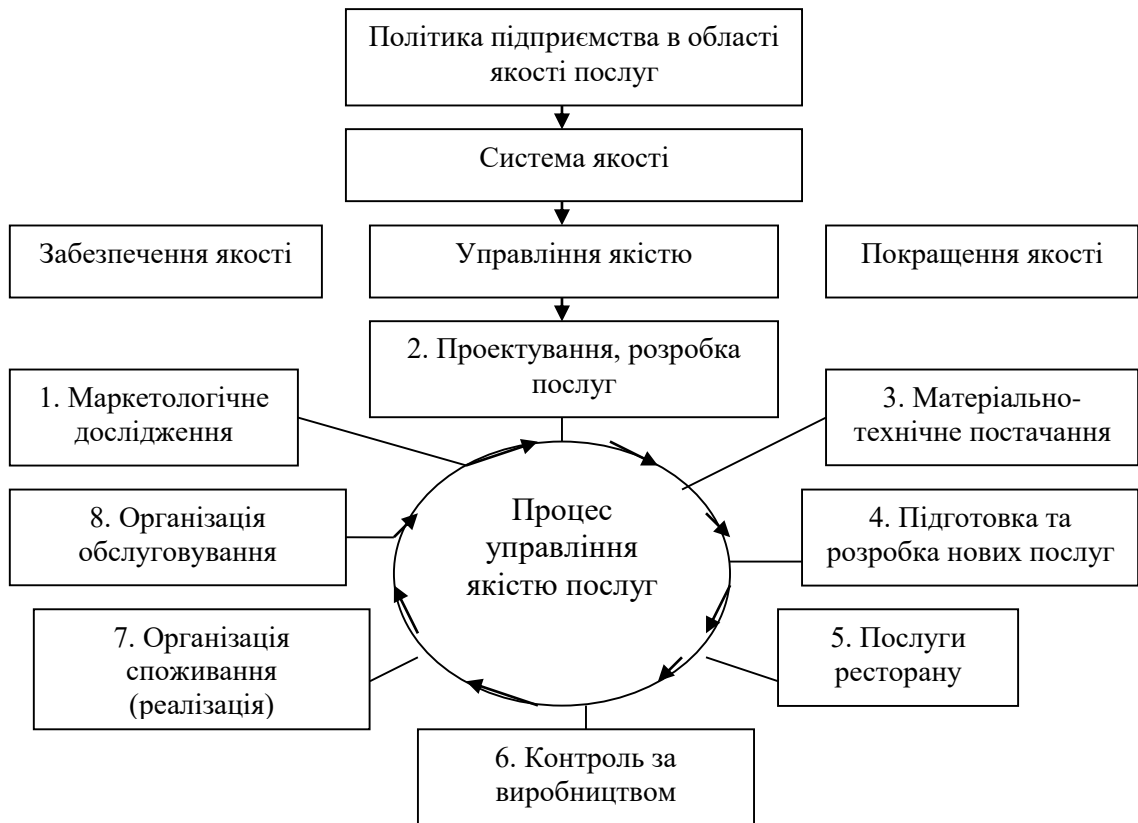 Політика підприємства в області
якості послуг
Система якості
Забезпечення якості
Управління якістю
Покращення якості
2. Проектування, розробка
послуг
1. Маркетологічне
дослідження
3. Матеріально-
технічне постачання
8. Організація
обслуговування
Процес
управління
якістю послуг
4. Підготовка та
розробка нових послуг
7. Організація
споживання
(реалізація)
5. Послуги
ресторану
6. Контроль за
виробництвом